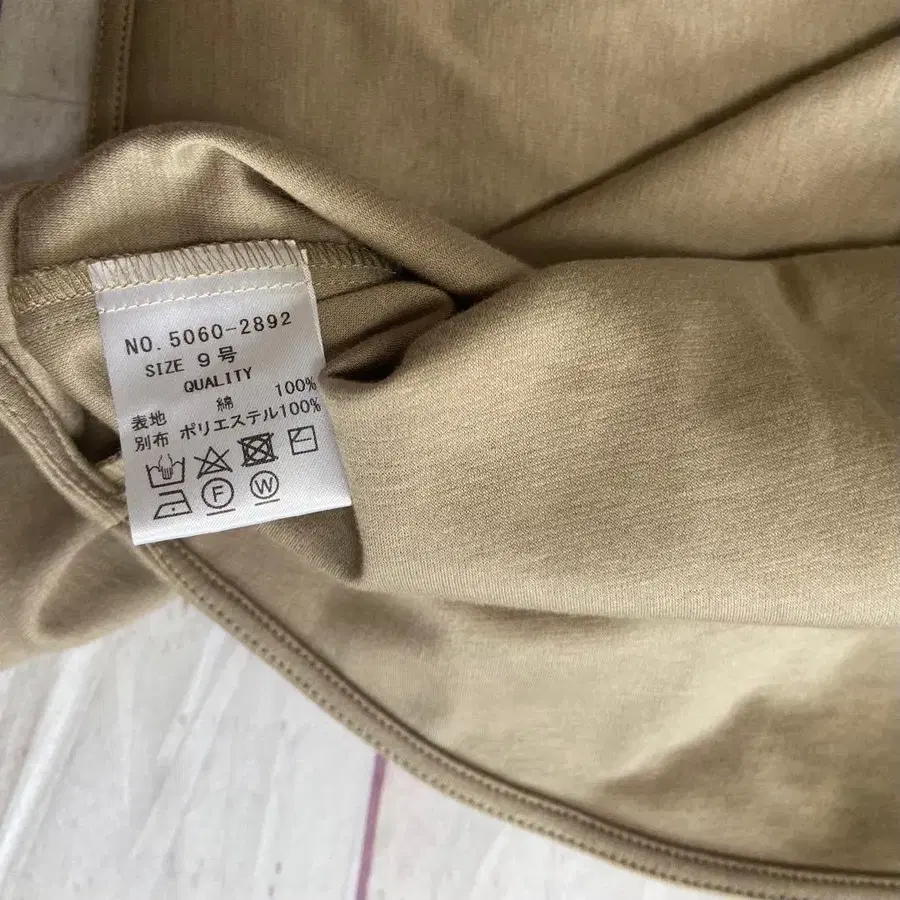 NO. 5060-2892
SIZE 9号
QUALITY
表地 綿 100%
別布 ポリエステル100%
F W